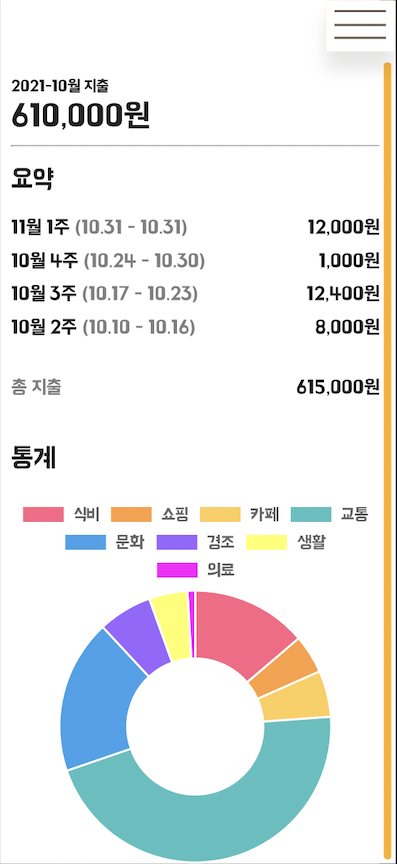 2021-10월 지출
610,000원
요약
11월 1주 (10.31 - 10.31) 12,000원
10월 4주 (10.24 - 10.30) 1,000원
10월 3주 (10.17 - 10.23) 12,400원
10월 2주 (10.10 - 10.16) 8,000원
총 지출 615,000원
통계
식비 쇼핑 카페 교통
문화 경조 생활
의료